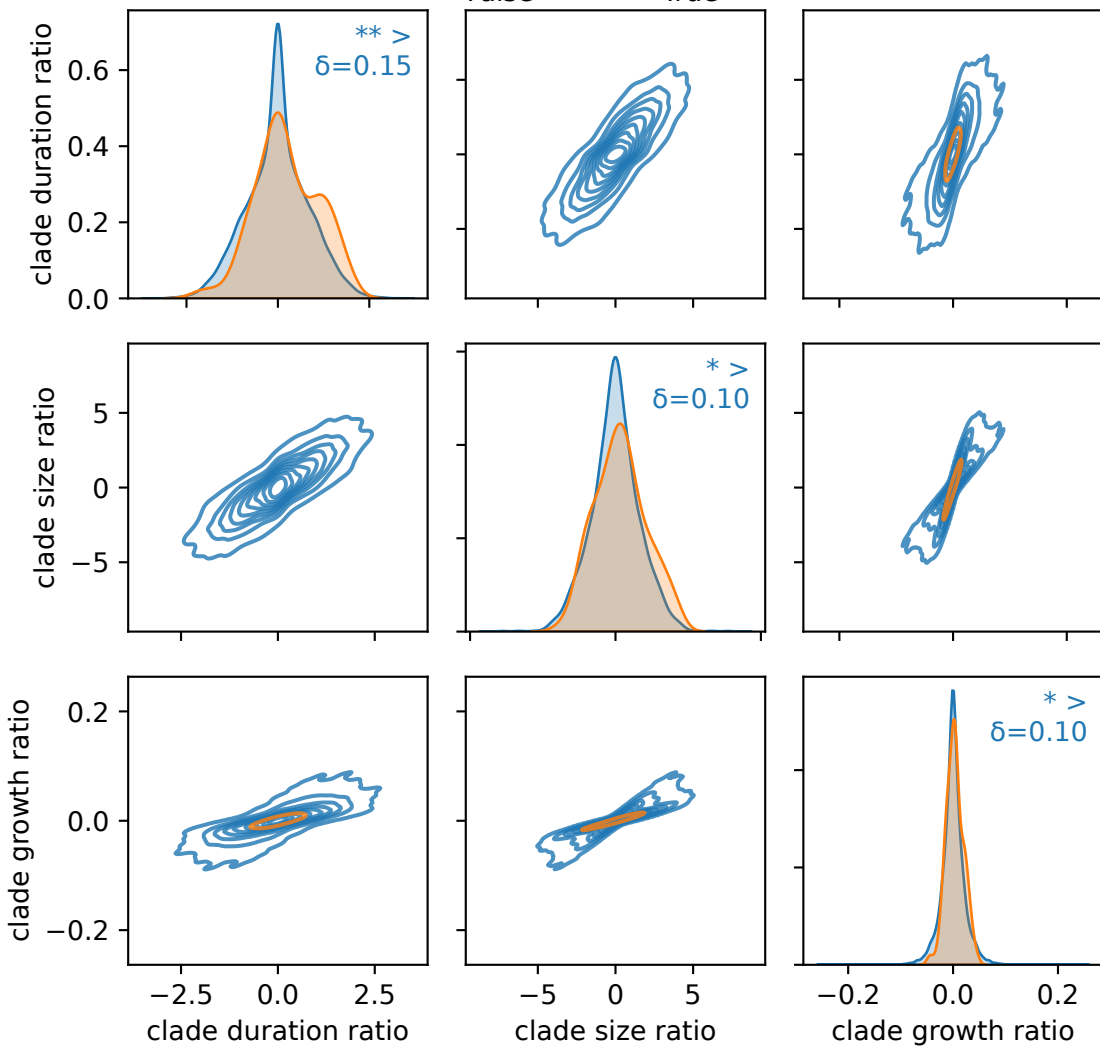 clade duration ratio
0.6
0.4
0.2
0.0
** >
δ=0.15
clade size ratio
5
0
−5
* >
δ=0.10
clade growth ratio
0.2
0.0
−0.2
* >
δ=0.10
−2.5 0.0 2.5
−5 0 5
−0.2 0.0 0.2
clade duration ratio
clade size ratio
clade growth ratio